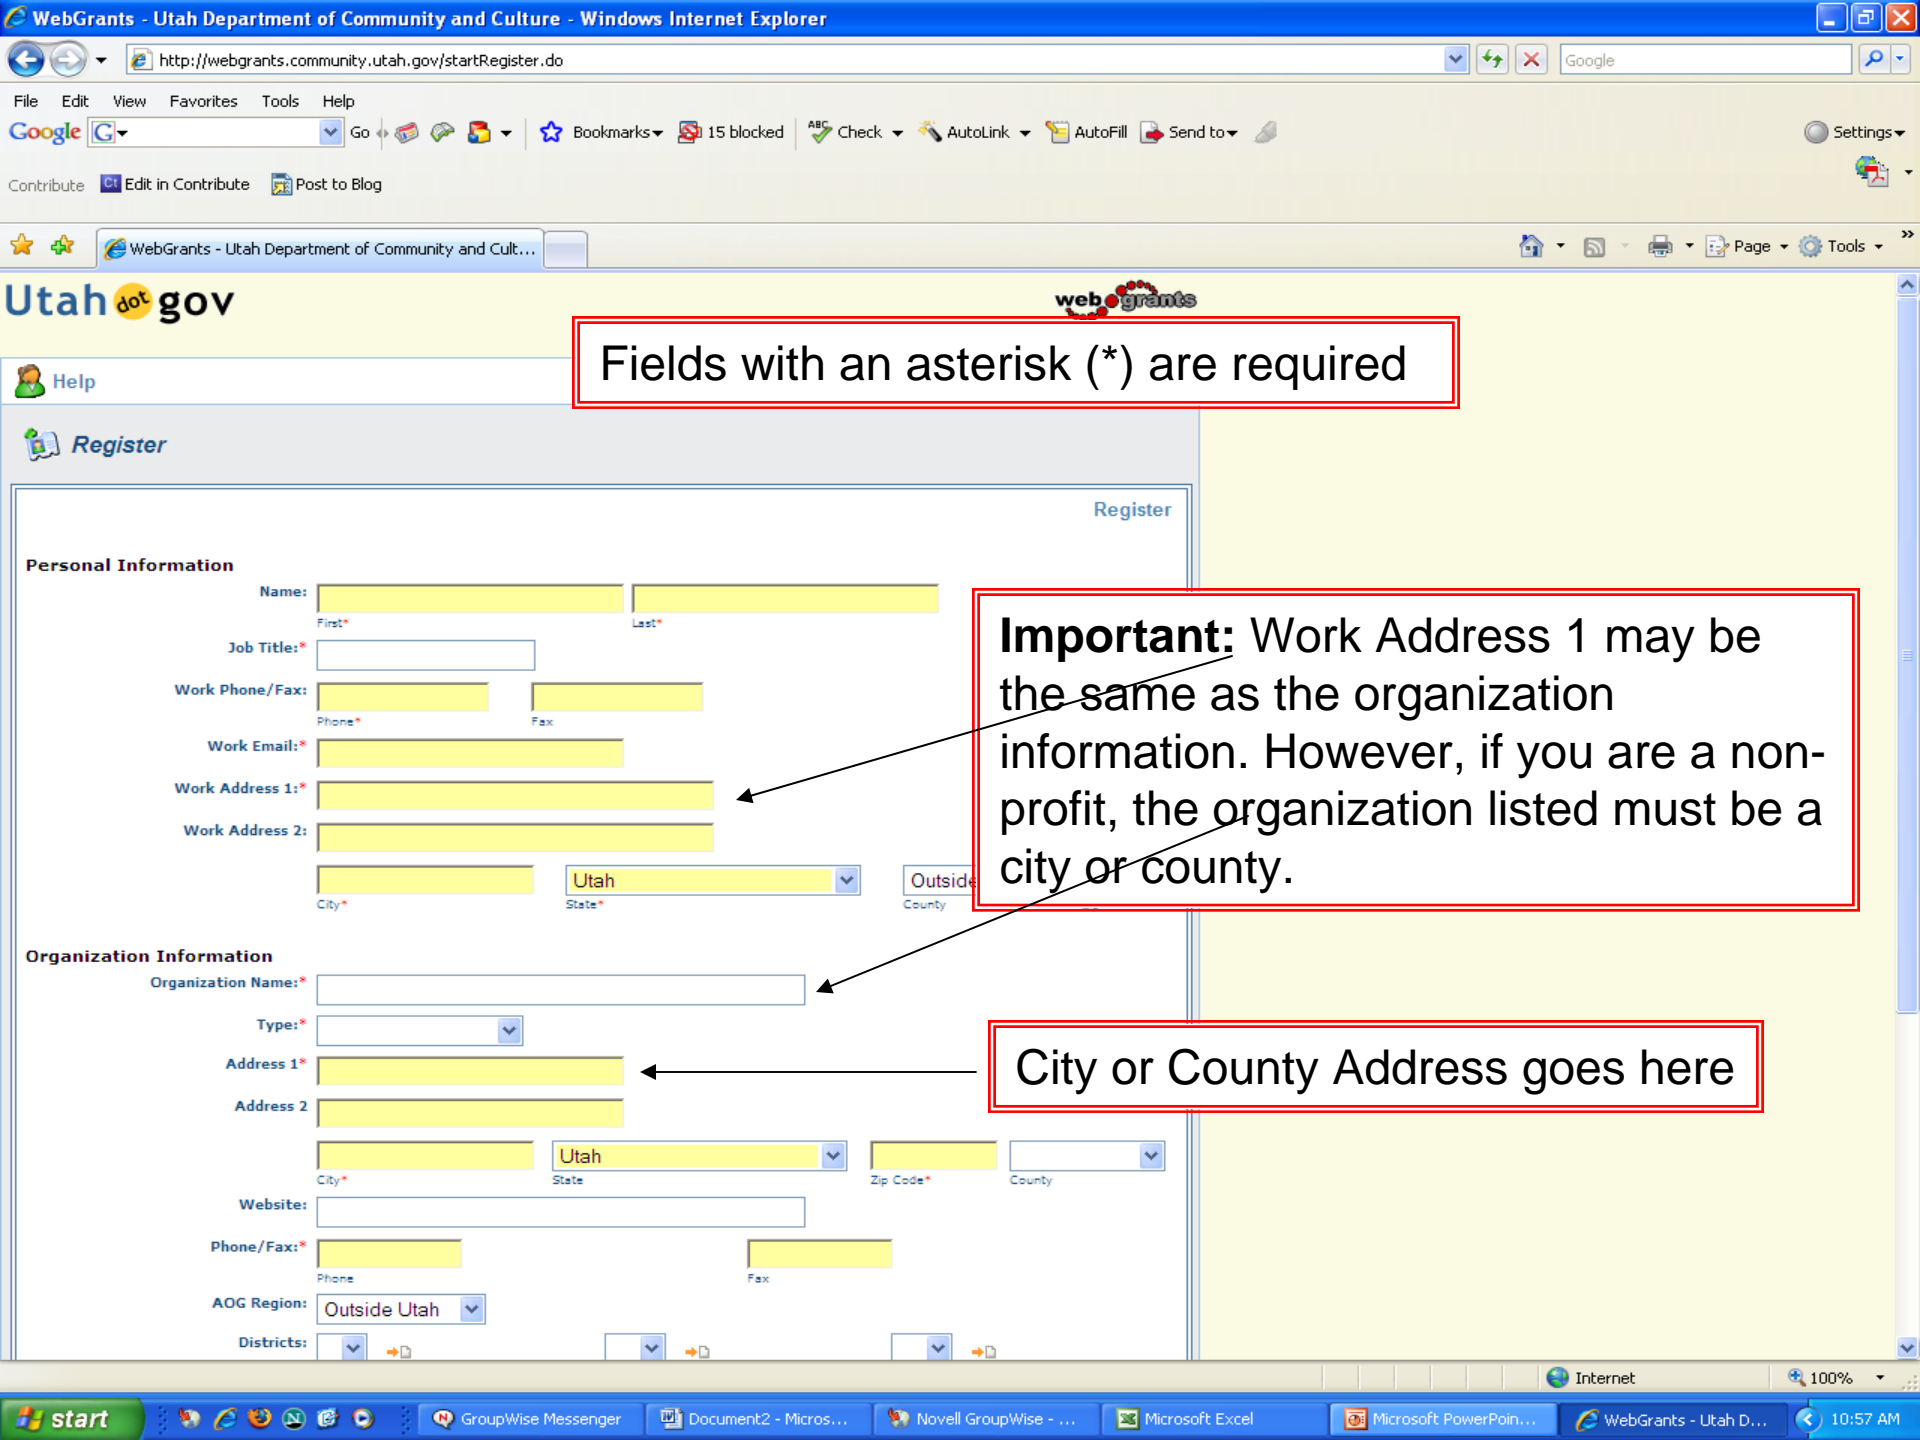 WebGrants - Utah Department of Community and Culture - Windows Internet Explorer
http://webgrants.community.utah.gov/startRegister.do
Google
File Edit View Favorites Tools Help
Google G Go Bookmarks 15 blocked ABC Check AutoLink AutoFill Send to Settings
Contribute Ct Edit in Contribute Post to Blog
WebGrants - Utah Department of Community and Cult... Page Tools »
Utah dot gov
web grants
Fields with an asterisk (*) are required
Help
Register
Register
Personal Information
Name:
First* Last*
Job Title:*
Work Phone/Fax:
Phone* Fax
Work Email:*
Work Address 1:*
Work Address 2:
Utah Outside
City* State* County
Important: Work Address 1 may be
the same as the organization
information. However, if you are a non-
profit, the organization listed must be a
city or county.
Organization Information
Organization Name:*
Type:*
Address 1*
City or County Address goes here
Address 2
Utah
City* State Zip Code* County
Website:
Phone/Fax:*
Phone Fax
AOG Region: Outside Utah
Districts:
Internet 100%
start GroupWise Messenger Document2 - Micros... Novell GroupWise - ... Microsoft Excel Microsoft PowerPoin... WebGrants - Utah D... 10:57 AM